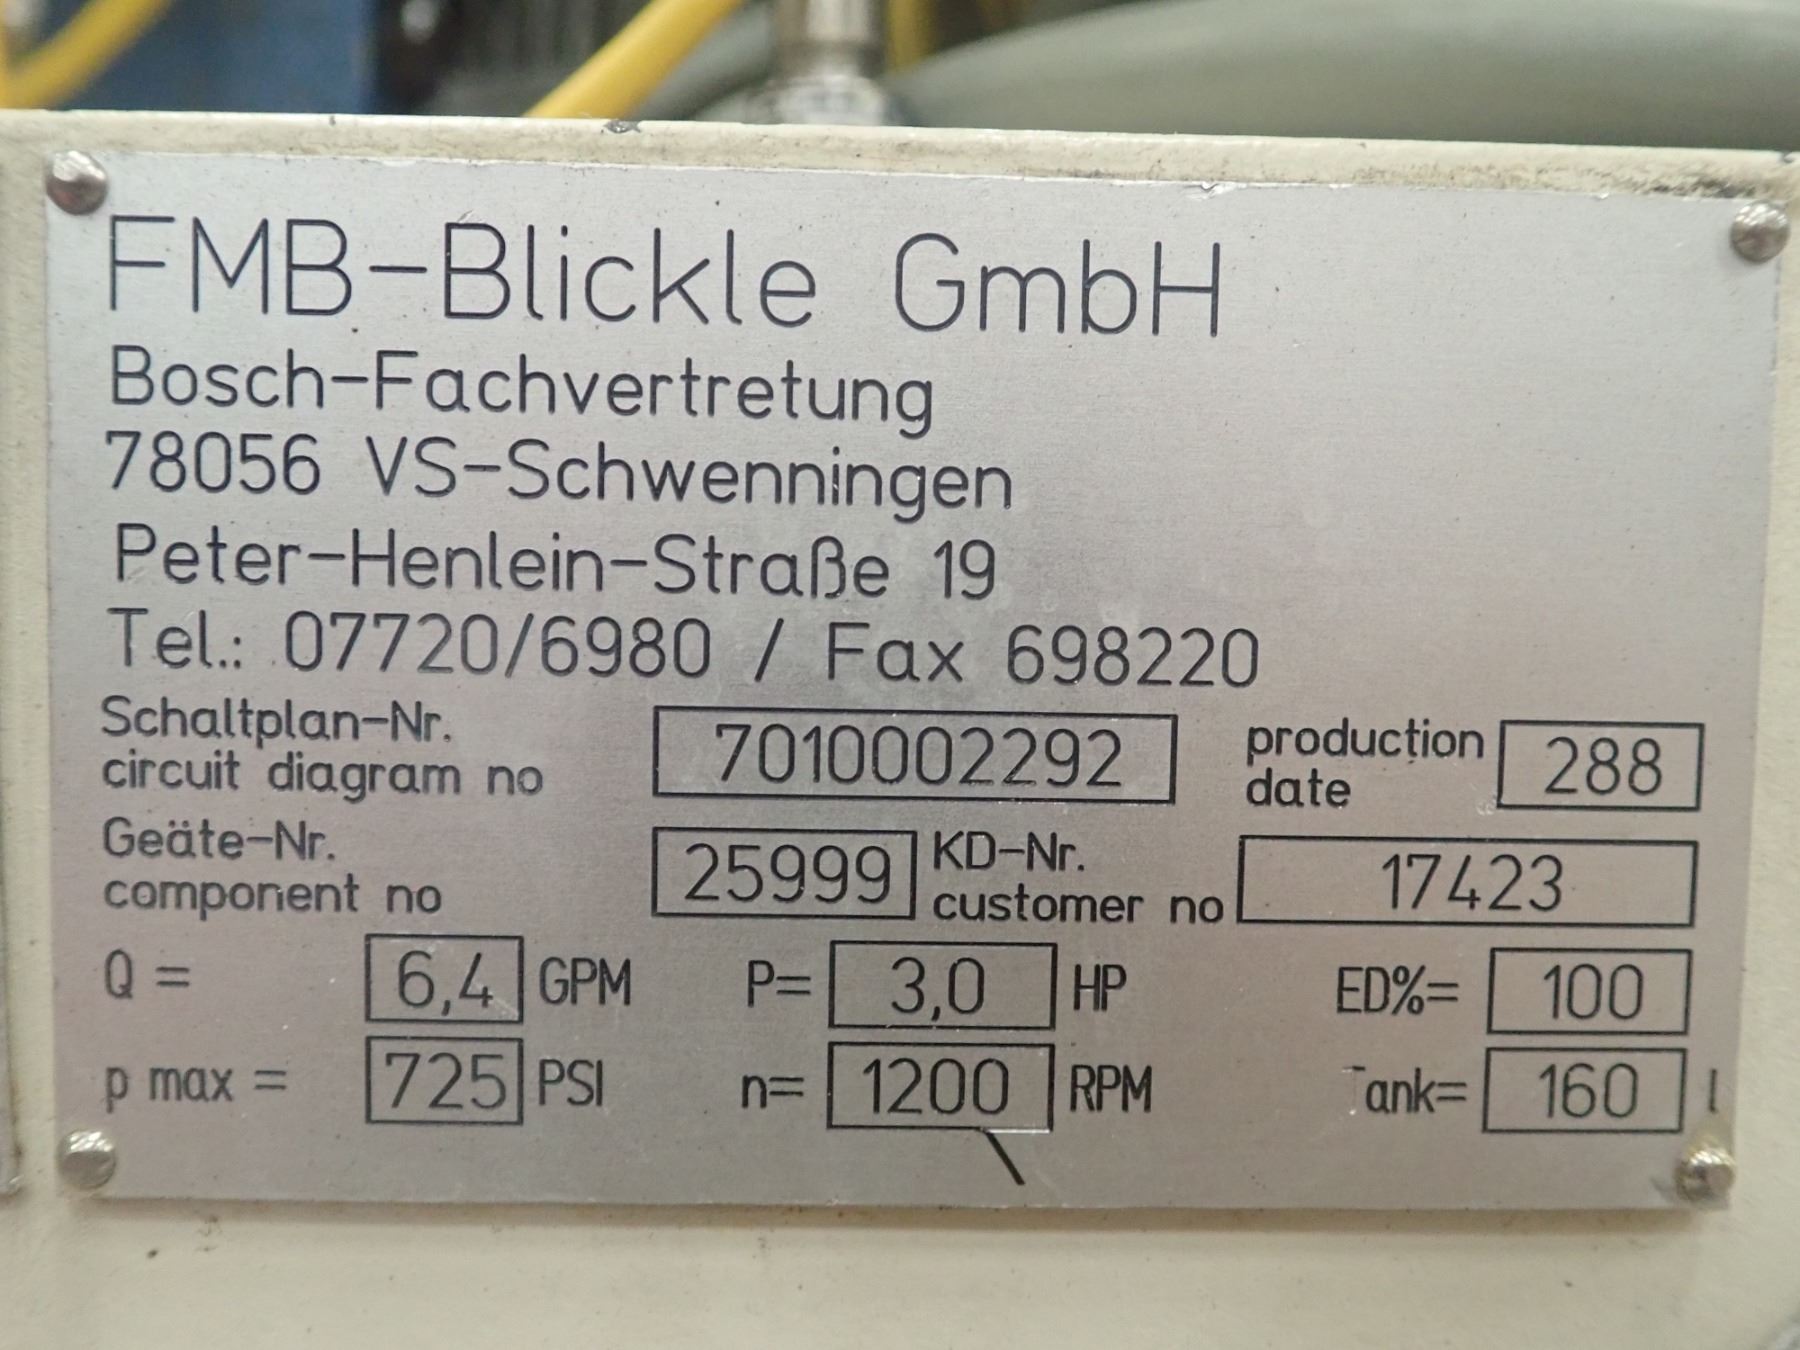 FMB-Blickle GmbH
Bosch-Fachvertretung
78056 VS-Schwenningen
Peter-Henlein-Straße 19
Tel.: 07720/6980 / Fax 698220
Schaltplan-Nr.
circuit diagram no 7010002292 production date 288
Geäte-Nr.
component no 25999 KD-Nr. customer no 17423
Q = 6,4 GPM P= 3,0 HP ED%= 100
p max = 725 PSI n= 1200 RPM Tank= 160 l